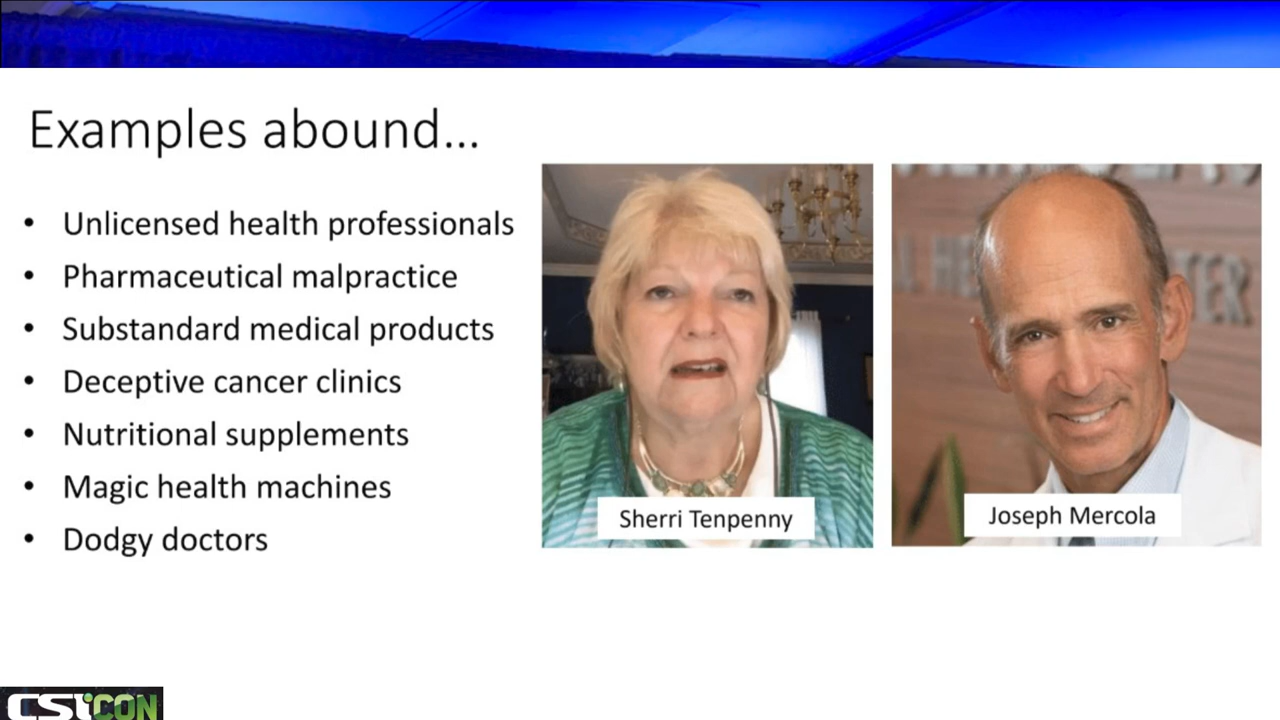 Examples abound...
• Unlicensed health professionals
• Pharmaceutical malpractice
• Substandard medical products
• Deceptive cancer clinics
• Nutritional supplements
• Magic health machines
• Dodgy doctors
Sherri Tenpenny
Joseph Mercola
TER
CSICON